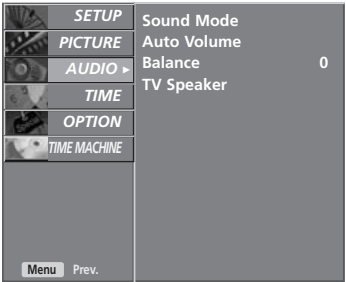 SETUP
PICTURE
AUDIO ▸
TIME
OPTION
TIME MACHINE
Menu Prev.
Sound Mode
Auto Volume
Balance 0
TV Speaker